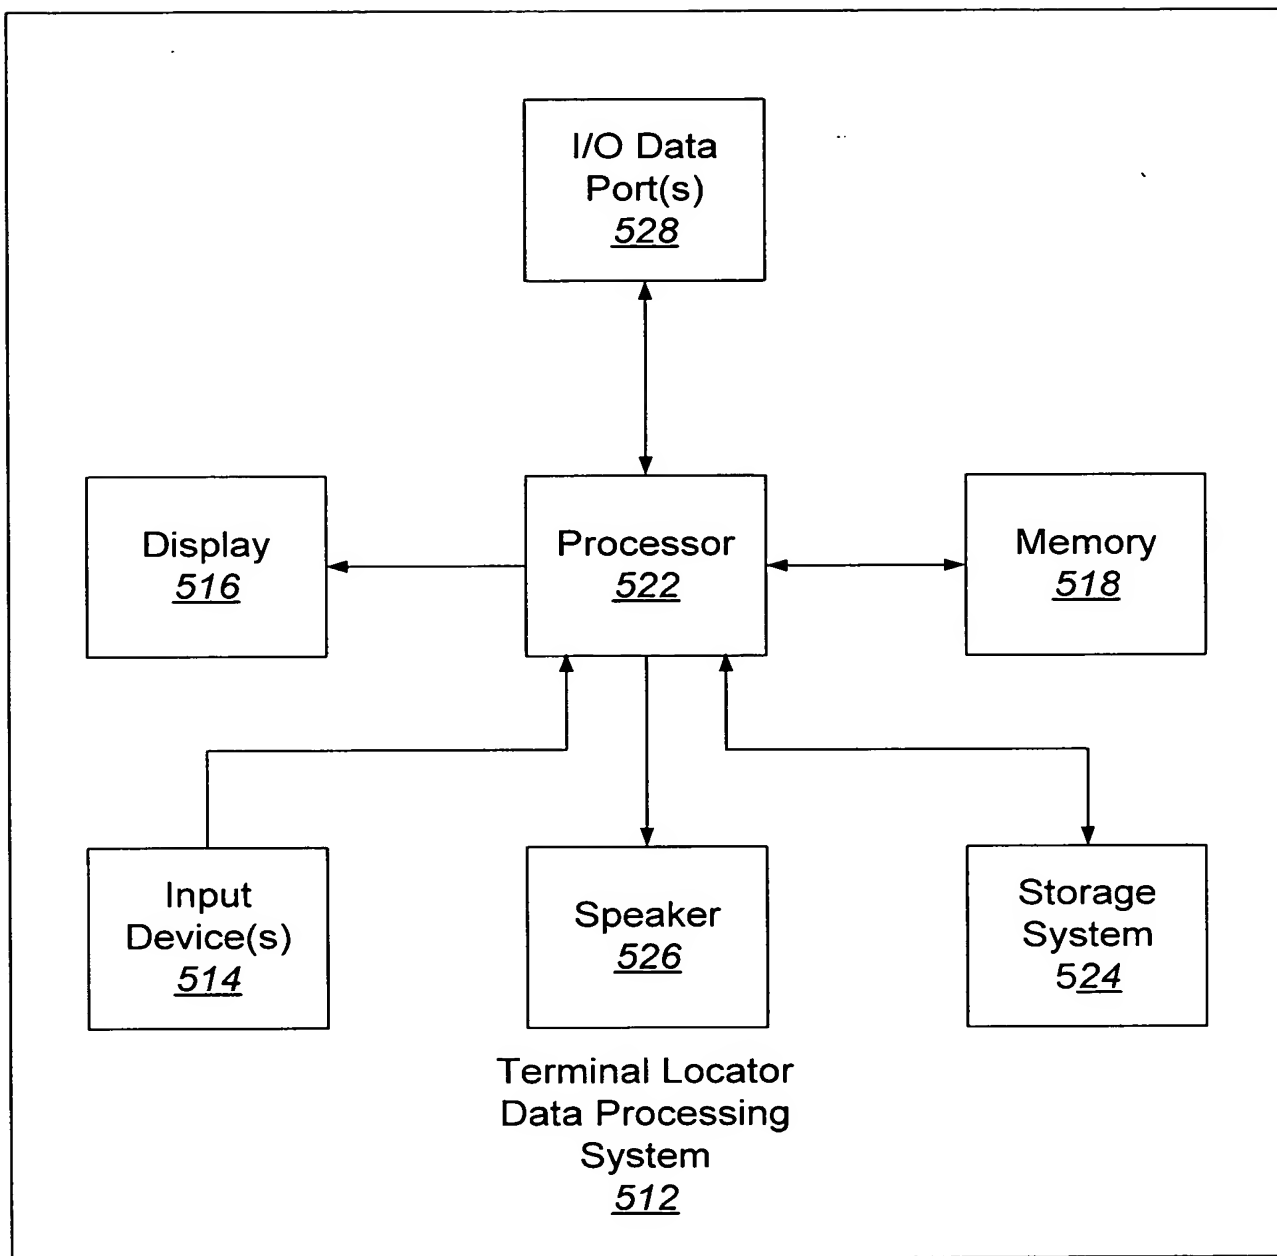 I/O Data
Port(s)
528
Display
516
Processor
522
Memory
518
Input
Device(s)
514
Speaker
526
Storage
System
524
Terminal Locator
Data Processing
System
512